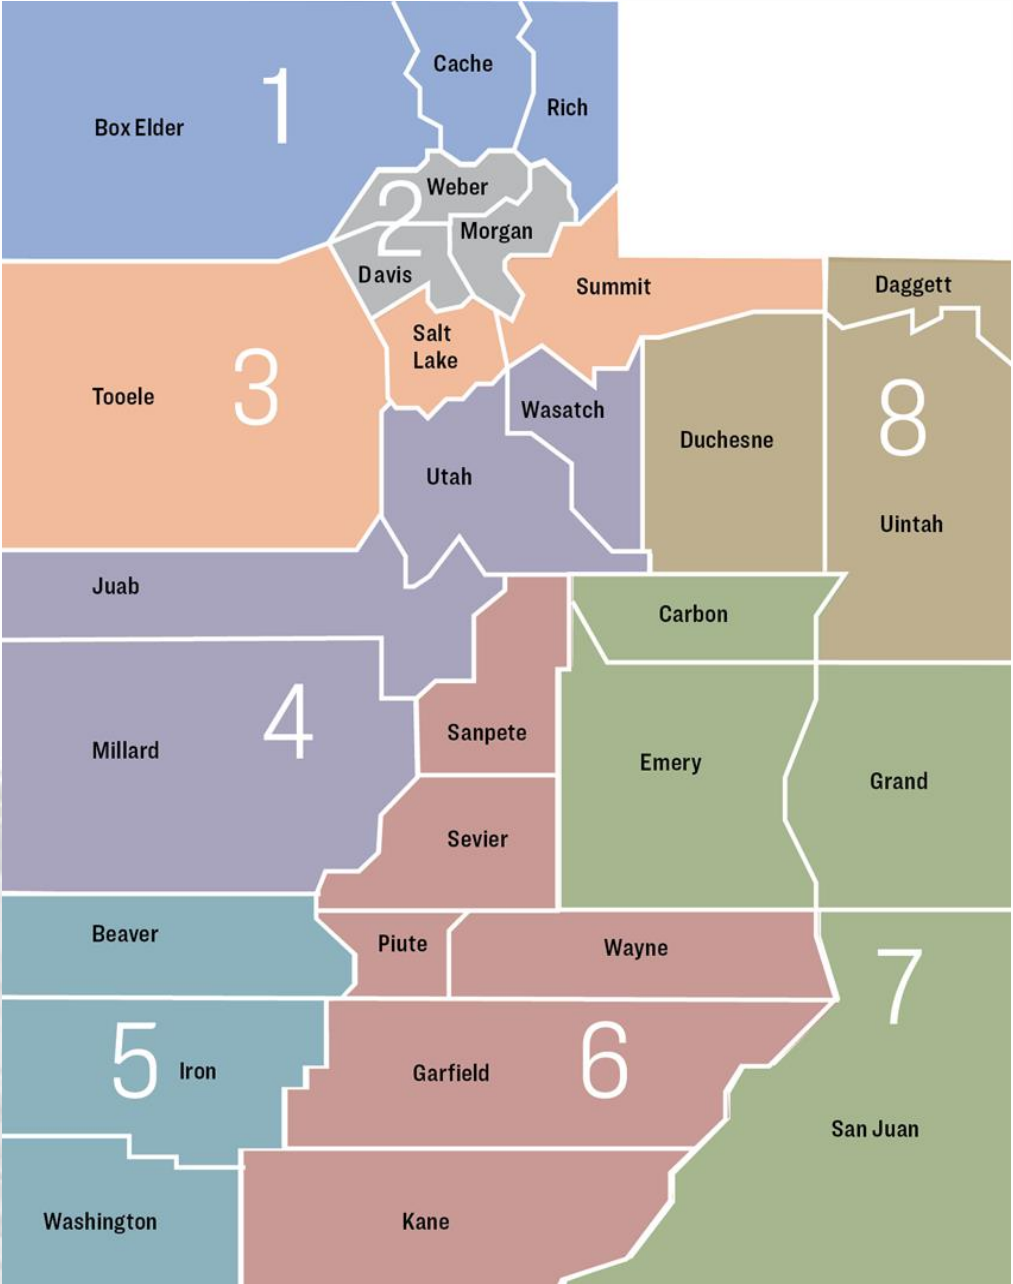 Cache
1
Rich
Box Elder
Weber
2
Morgan
Davis
Summit
Daggett
Salt
Lake
3
Tooele
Wasatch
8
Duchesne
Utah
Uintah
Juab
Carbon
4
Sanpete
Millard
Emery
Grand
Sevier
Beaver
Piute
Wayne
7
5
Iron
6
Garfield
San Juan
Washington
Kane